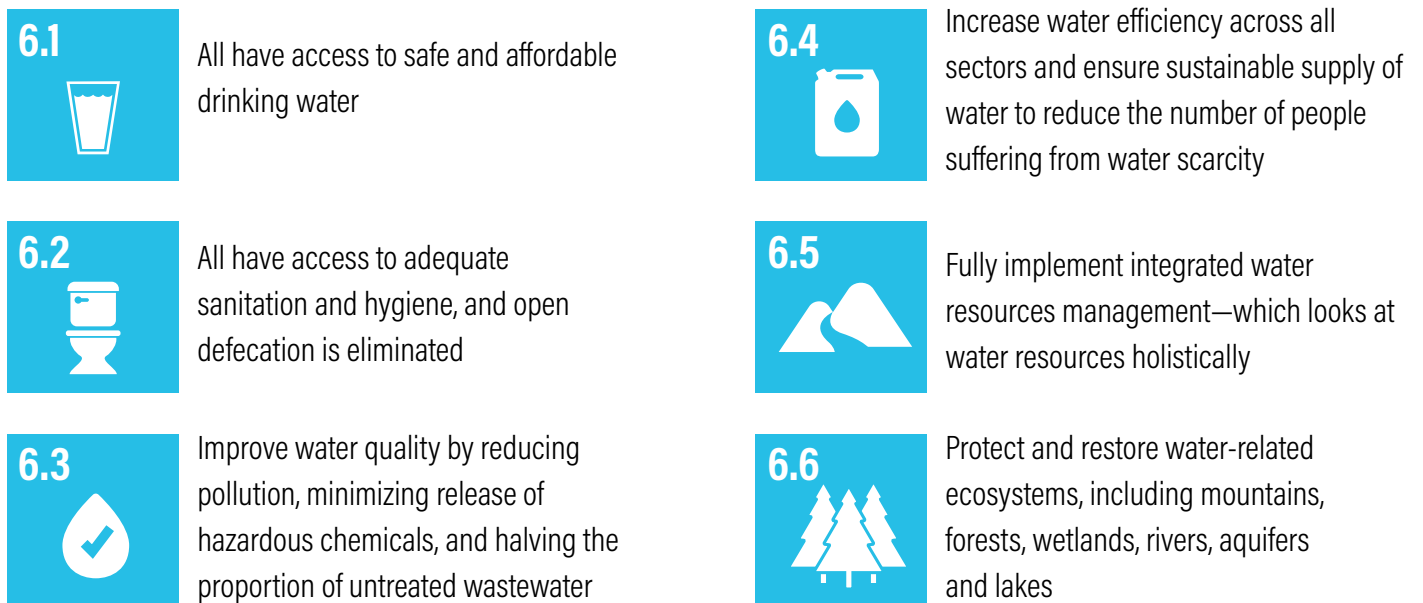 6.1
All have access to safe and affordable
drinking water
6.2
All have access to adequate
sanitation and hygiene, and open
defecation is eliminated
6.3
Improve water quality by reducing
pollution, minimizing release of
hazardous chemicals, and halving the
proportion of untreated wastewater
6.4
Increase water efficiency across all
sectors and ensure sustainable supply of
water to reduce the number of people
suffering from water scarcity
6.5
Fully implement integrated water
resources management—which looks at
water resources holistically
6.6
Protect and restore water-related
ecosystems, including mountains,
forests, wetlands, rivers, aquifers
and lakes